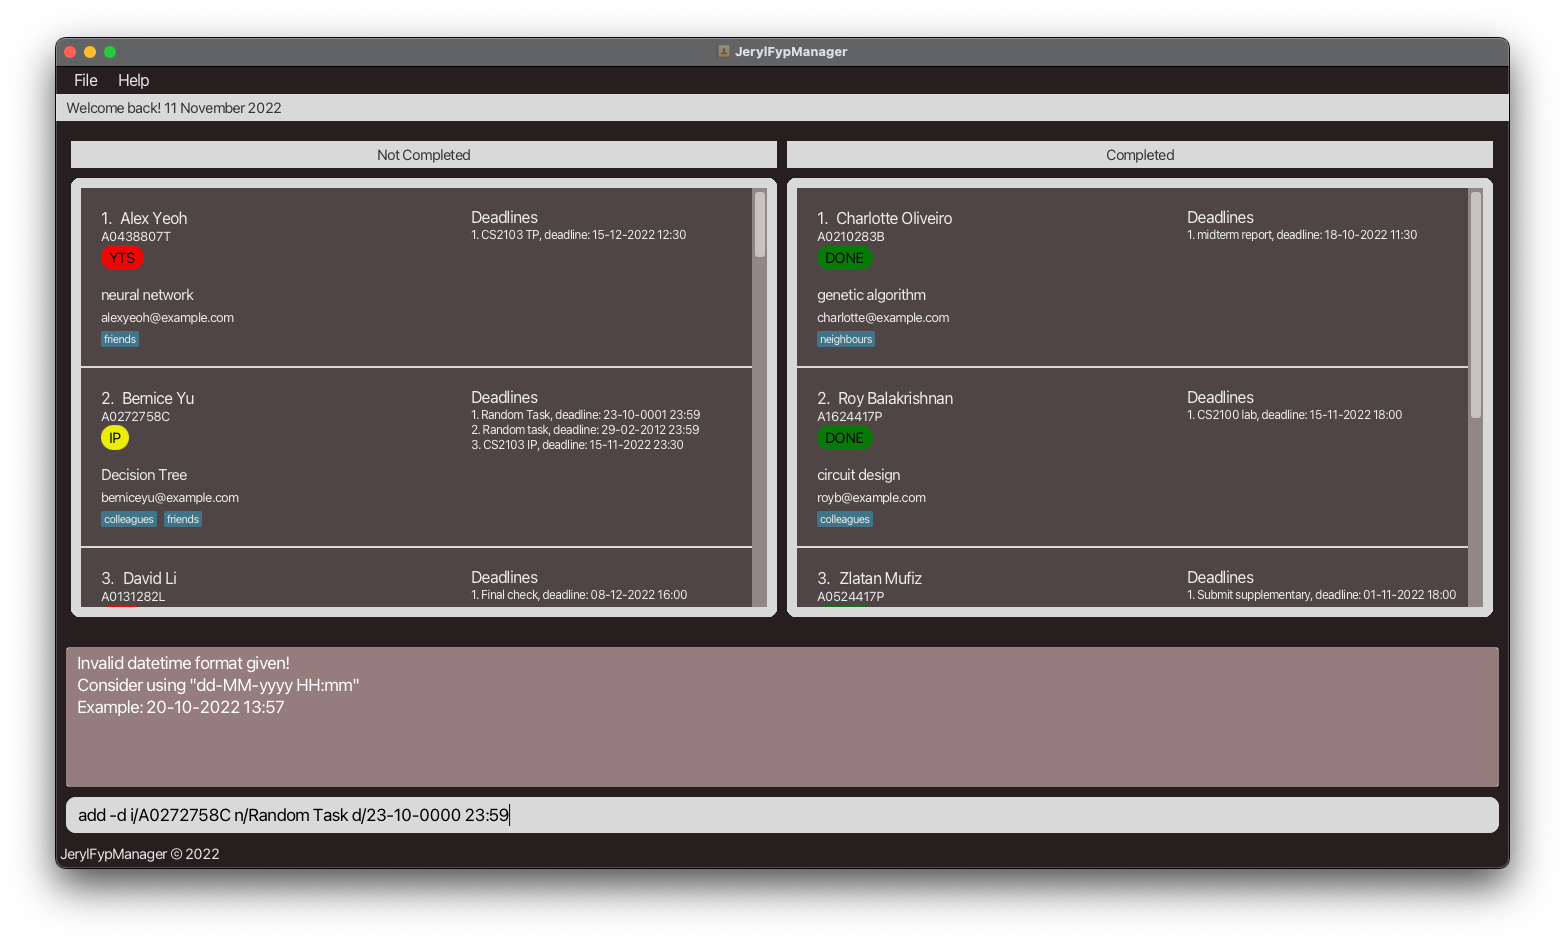 JerylFypManager
File Help
Welcome back! 11 November 2022
Not Completed
1. Alex Yeoh
A0438807T
YTS
neural network
alexyeoh@example.com
friends
Deadlines
1. CS2103 TP, deadline: 15-12-2022 12:30
2. Bernice Yu
A0272758C
IP
Decision Tree
berniceyu@example.com
colleagues friends
Deadlines
1. Random Task, deadline: 23-10-0001 23:59
2. Random task, deadline: 29-02-2012 23:59
3. CS2103 IP, deadline: 15-11-2022 23:30
3. David Li
A0131282L
Deadlines
1. Final check, deadline: 08-12-2022 16:00
Completed
1. Charlotte Oliveiro
A0210283B
DONE
genetic algorithm
charlotte@example.com
neighbours
Deadlines
1. midterm report, deadline: 18-10-2022 11:30
2. Roy Balakrishnan
A1624417P
DONE
circuit design
royb@example.com
colleagues
Deadlines
1. CS2100 lab, deadline: 15-11-2022 18:00
3. Zlatan Mufiz
A0524417P
Deadlines
1. Submit supplementary, deadline: 01-11-2022 18:00
Invalid datetime format given!
Consider using "dd-MM-yyyy HH:mm"
Example: 20-10-2022 13:57
add -d i/A0272758C n/Random Task d/23-10-0000 23:59
JerylFypManager © 2022